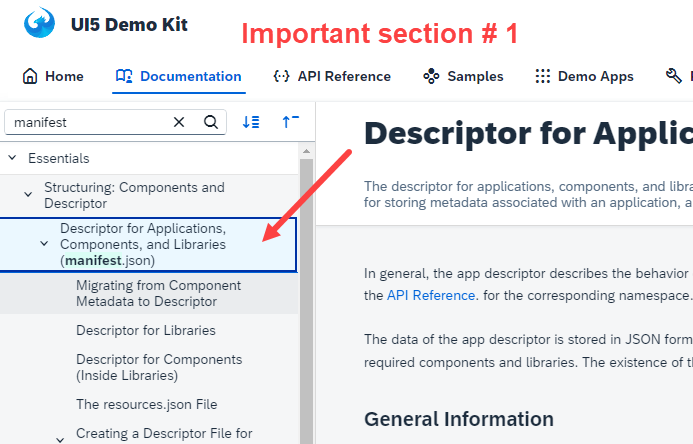 UI5 Demo Kit
Important section # 1
Home
Documentation
API Reference
Samples
Demo Apps
manifest
Essentials
Structuring: Components and
Descriptor
Descriptor for Applications,
Components, and Libraries
(manifest.json)
Migrating from Component
Metadata to Descriptor
Descriptor for Libraries
Descriptor for Components
(Inside Libraries)
The resources.json File
Creating a Descriptor File for
Descriptor for Applic
The descriptor for applications, components, and libra
for storing metadata associated with an application, a
In general, the app descriptor describes the behavior
the API Reference. for the corresponding namespace.
The data of the app descriptor is stored in JSON form
required components and libraries. The existence of th
General Information